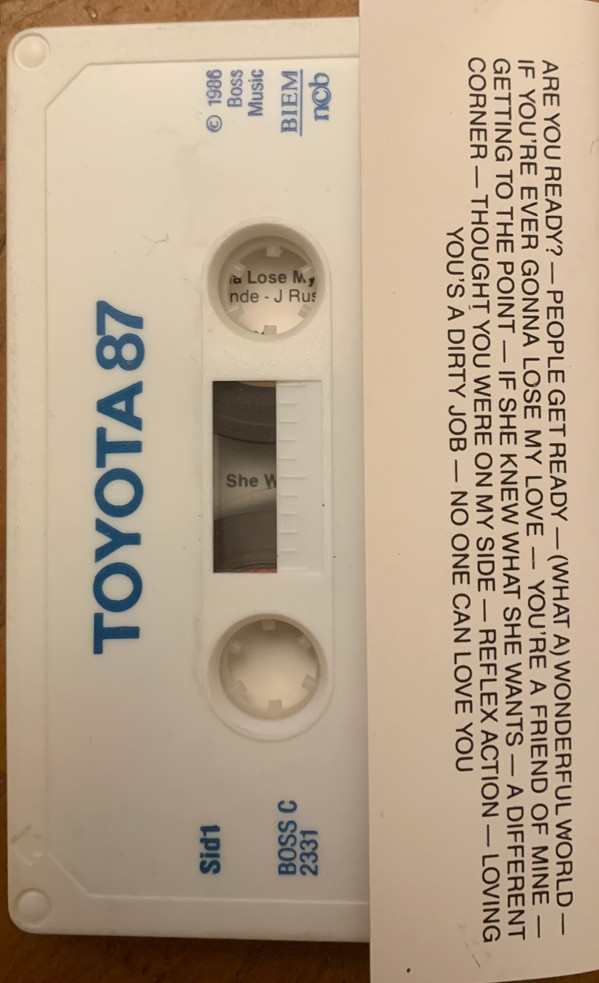 TOYOTA 87
© 1986
Boss
Music
BIEM
ncb
a Lose My
nde - J Rus
She W
Sid1
BOSS C
2331
ARE YOU READY? — PEOPLE GET READY — (WHAT A) WONDERFUL WORLD —
IF YOU'RE EVER GONNA LOSE MY LOVE — YOU'RE A FRIEND OF MINE —
GETTING TO THE POINT — IF SHE KNEW WHAT SHE WANTS — A DIFFERENT
CORNER — THOUGHT YOU WERE ON MY SIDE — REFLEX ACTION — LOVING
YOU'S A DIRTY JOB — NO ONE CAN LOVE YOU